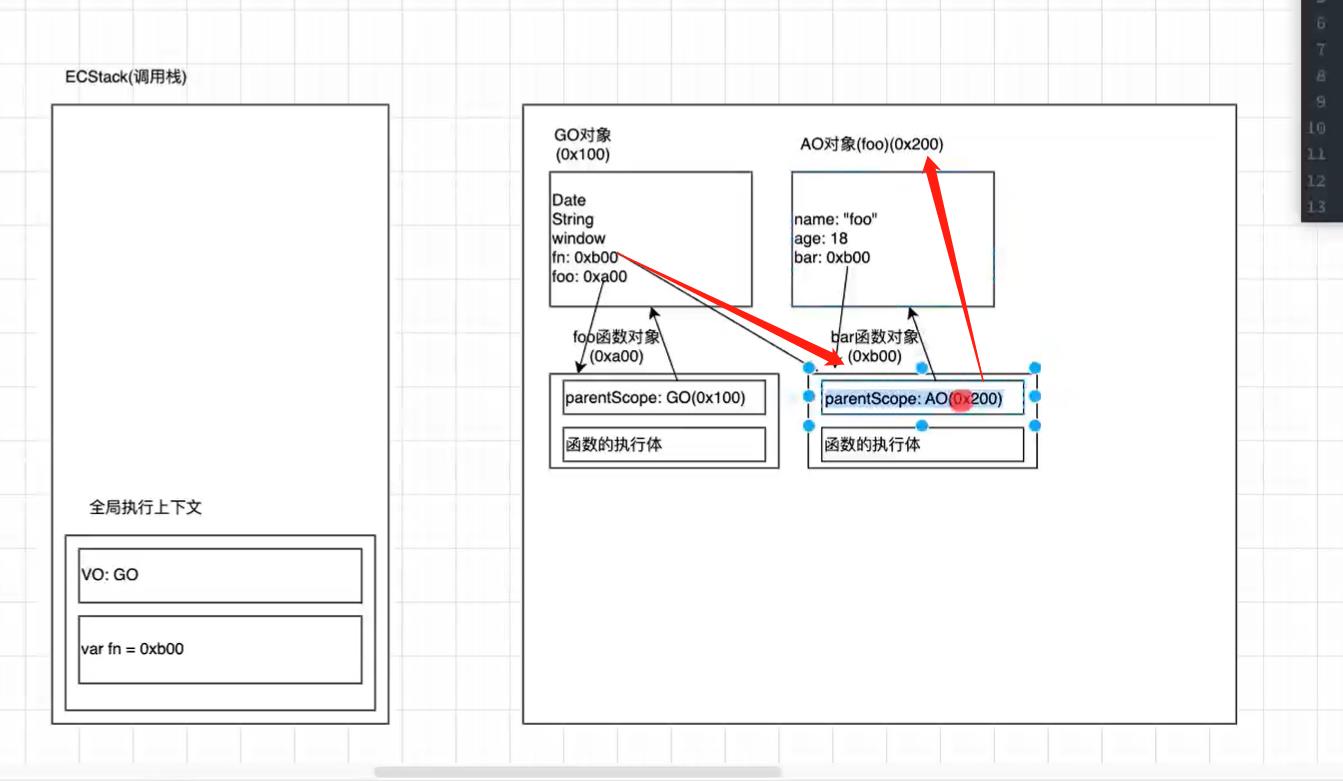 ECStack(调用栈)
全局执行上下文
VO: GO
var fn = 0xb00
GO对象
(0x100)
Date
String
window
fn: 0xb00
foo: 0xa00
AO对象(foo)(0x200)
name: "foo"
age: 18
bar: 0xb00
foo函数对象
(0xa00)
parentScope: GO(0x100)
函数的执行体
bar函数对象
(0xb00)
parentScope: AO(0x200)
函数的执行体
6
7
8
9
10
11
12
13